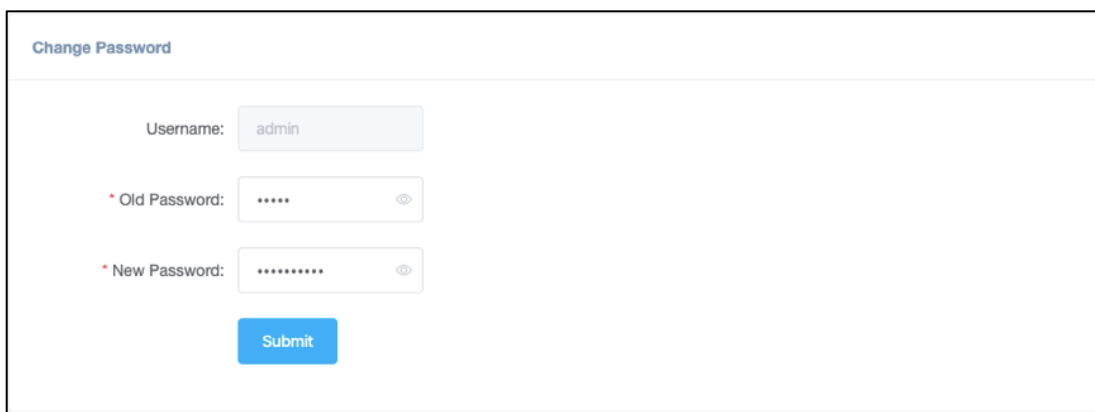 Change Password
Username: admin
* Old Password: •••••
* New Password: ••••••••••
Submit